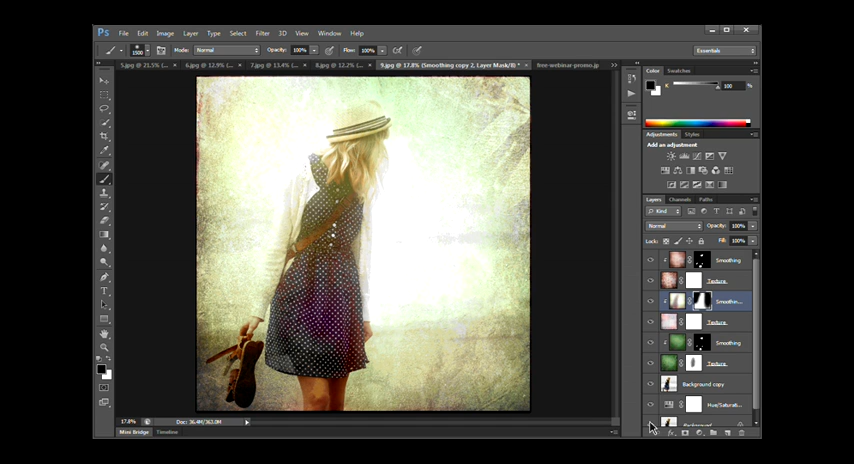 Ps File Edit Image Layer Type Select Filter 3D View Window Help
1500 Mode: Normal Opacity: 100% Flow: 100% Essentials
5.jpg @ 21.5% (... × 6.jpg @ 12.9% (... × 7.jpg @ 13.4% (... × 8.jpg @ 12.2% (... × 9.jpg @ 17.8% (Smoothing copy 2, Layer Mask/8) * × free-webinar-promo.jp
Color Swatches
K 100 %
Adjustments Styles
Add an adjustment
Layers Channels Paths
Kind
Normal Opacity: 100%
Lock: Fill: 100%
Smoothing
Texture
Smoothin...
Texture
Smoothing
Texture
Background copy
Hue/Saturati...
Background
17.8% Doc: 36.4M/363.0M
Mini Bridge Timeline